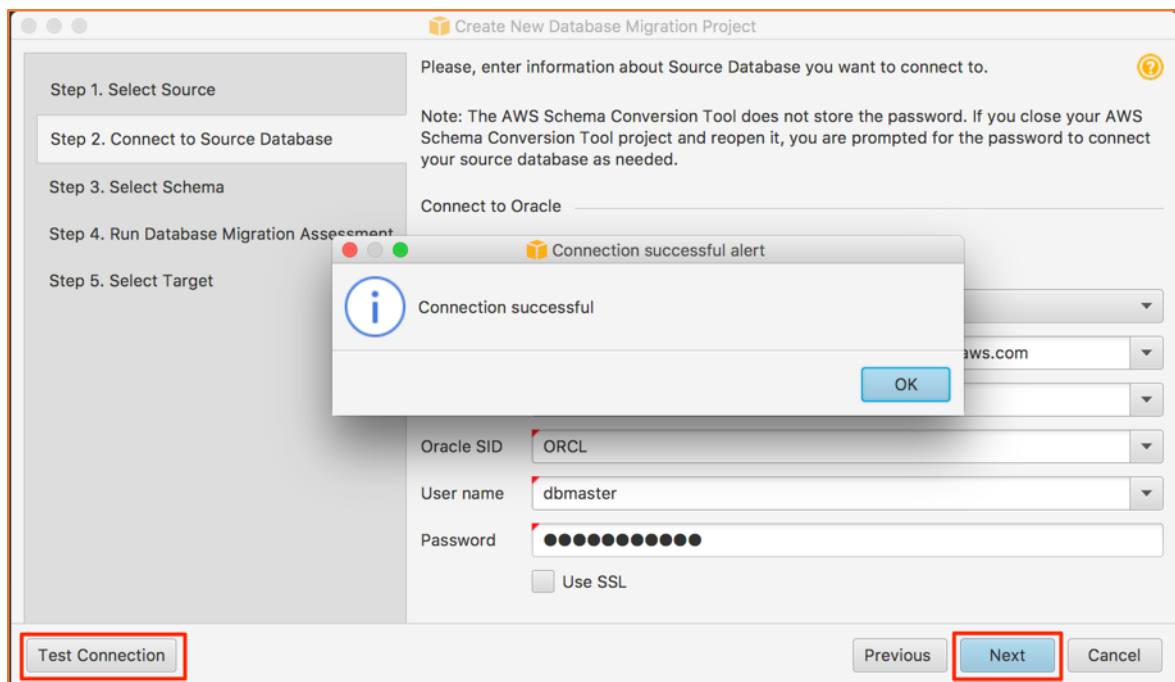 Create New Database Migration Project
Step 1. Select Source
Step 2. Connect to Source Database
Step 3. Select Schema
Step 4. Run Database Migration Assessment
Step 5. Select Target
Please, enter information about Source Database you want to connect to.
Note: The AWS Schema Conversion Tool does not store the password. If you close your AWS
Schema Conversion Tool project and reopen it, you are prompted for the password to connect
your source database as needed.
Connect to Oracle
Connection successful alert
Connection successful
OK
aws.com
Oracle SID ORCL
User name dbmaster
Password ●●●●●●●●●●●
Use SSL
Test Connection
Previous
Next
Cancel